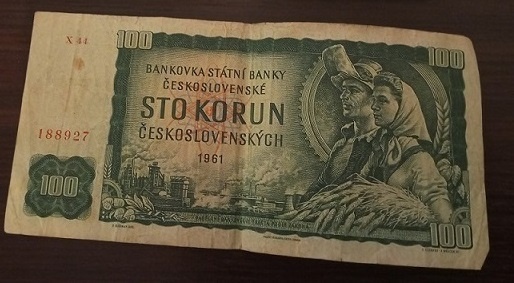 X 44
100
100
BANKOVKA STÁTNÍ BANKY
ČESKOSLOVENSKÉ
STO KORUN
ČESKOSLOVENSKÝCH
1961
188927
100
100